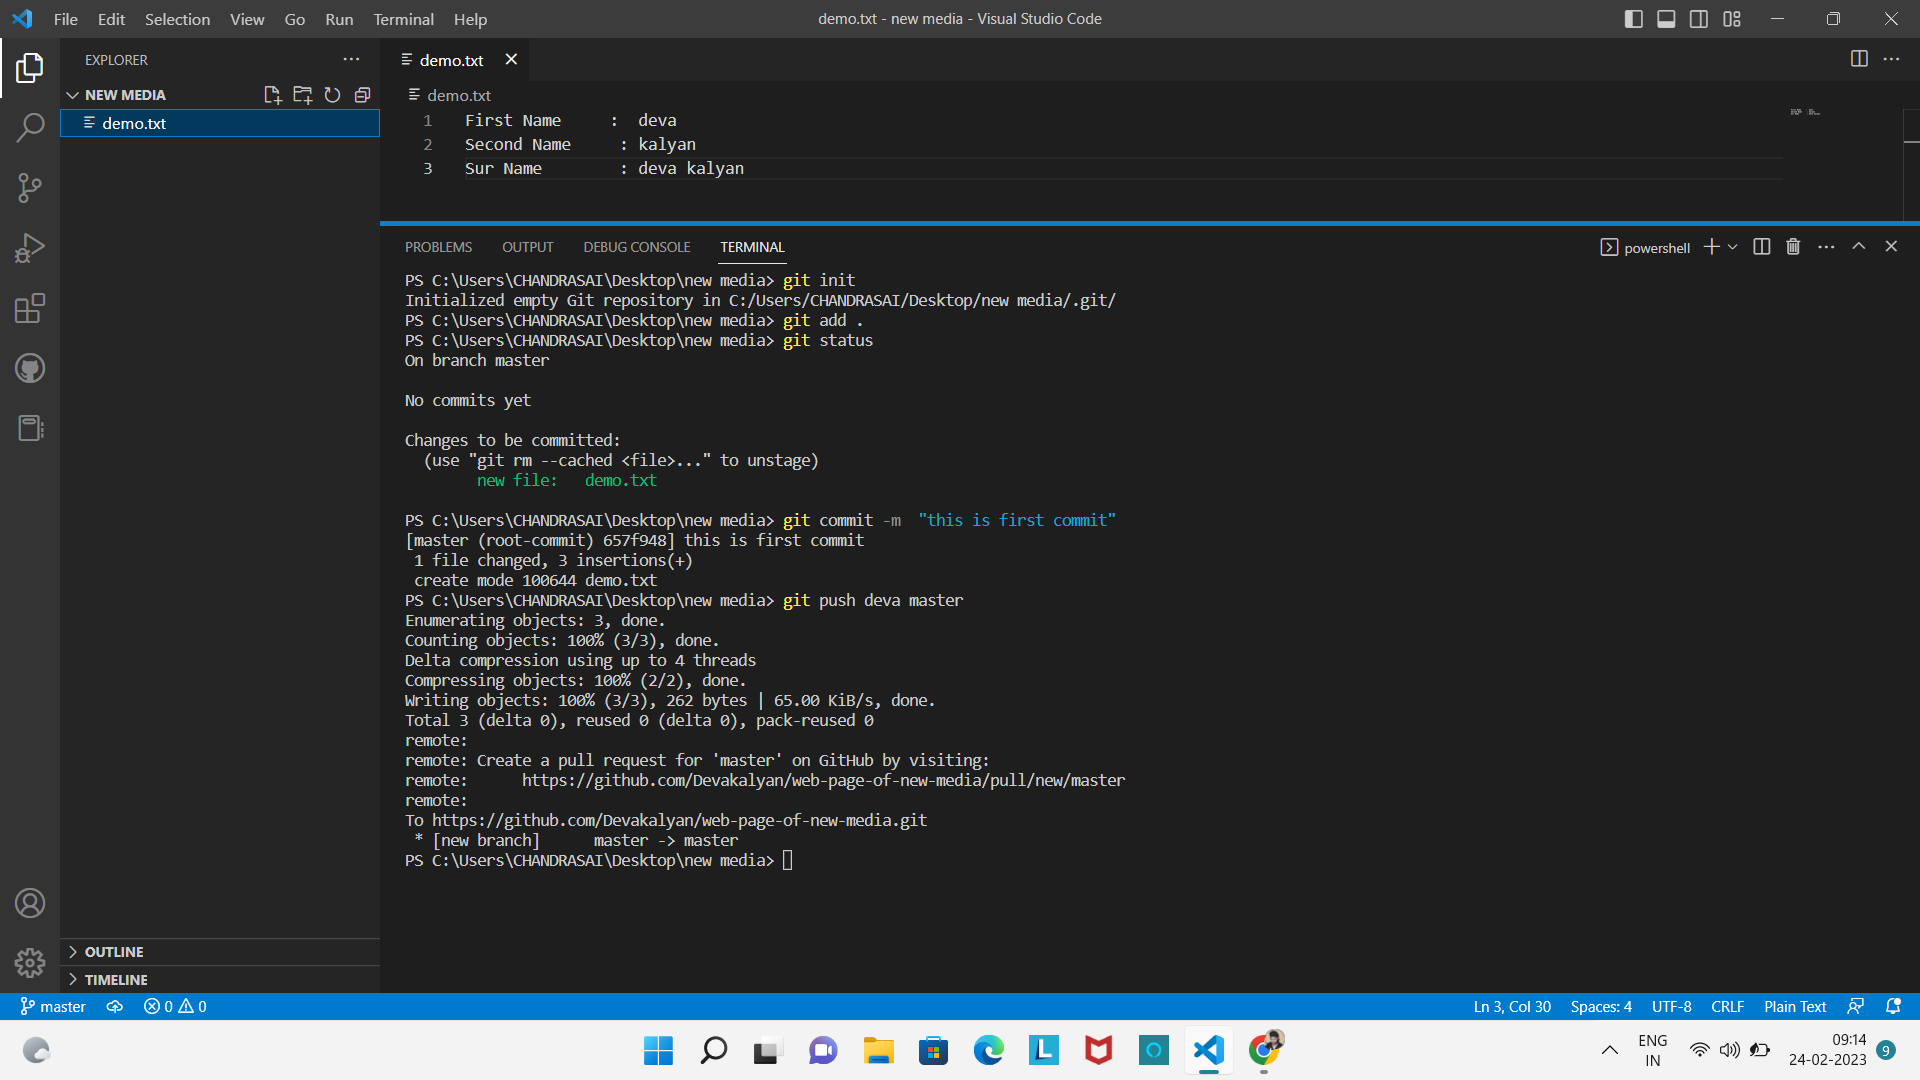 File Edit Selection View Go Run Terminal Help
demo.txt - new media - Visual Studio Code
EXPLORER
NEW MEDIA
demo.txt
OUTLINE
TIMELINE
demo.txt
demo.txt
1 First Name     :  deva
2 Second Name     : kalyan
3 Sur Name        : deva kalyan
PROBLEMS OUTPUT DEBUG CONSOLE TERMINAL
powershell
PS C:\Users\CHANDRASAI\Desktop\new media> git init
Initialized empty Git repository in C:/Users/CHANDRASAI/Desktop/new media/.git/
PS C:\Users\CHANDRASAI\Desktop\new media> git add .
PS C:\Users\CHANDRASAI\Desktop\new media> git status
On branch master
No commits yet
Changes to be committed:
  (use "git rm --cached <file>..." to unstage)
        new file:   demo.txt
PS C:\Users\CHANDRASAI\Desktop\new media> git commit -m  "this is first commit"
[master (root-commit) 657f948] this is first commit
 1 file changed, 3 insertions(+)
 create mode 100644 demo.txt
PS C:\Users\CHANDRASAI\Desktop\new media> git push deva master
Enumerating objects: 3, done.
Counting objects: 100% (3/3), done.
Delta compression using up to 4 threads
Compressing objects: 100% (2/2), done.
Writing objects: 100% (3/3), 262 bytes | 65.00 KiB/s, done.
Total 3 (delta 0), reused 0 (delta 0), pack-reused 0
remote:
remote: Create a pull request for 'master' on GitHub by visiting:
remote:      https://github.com/Devakalyan/web-page-of-new-media/pull/new/master
remote:
To https://github.com/Devakalyan/web-page-of-new-media.git
 * [new branch]      master -> master
PS C:\Users\CHANDRASAI\Desktop\new media>
master 0 0
Ln 3, Col 30 Spaces: 4 UTF-8 CRLF Plain Text
L
ENG
IN
09:14
24-02-2023
9